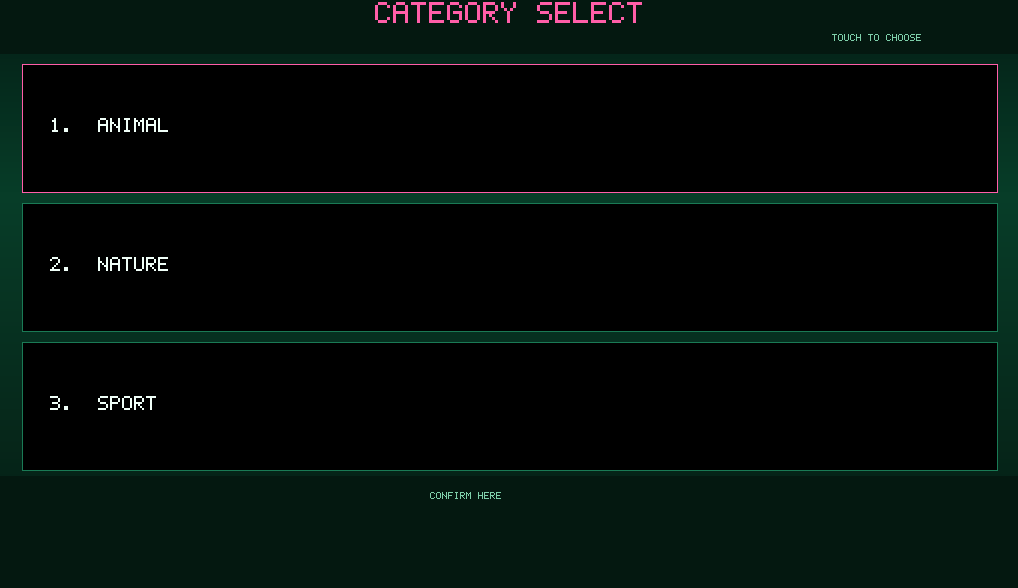 CATEGORY SELECT
TOUCH TO CHOOSE
1. ANIMAL
2. NATURE
3. SPORT
CONFIRM HERE